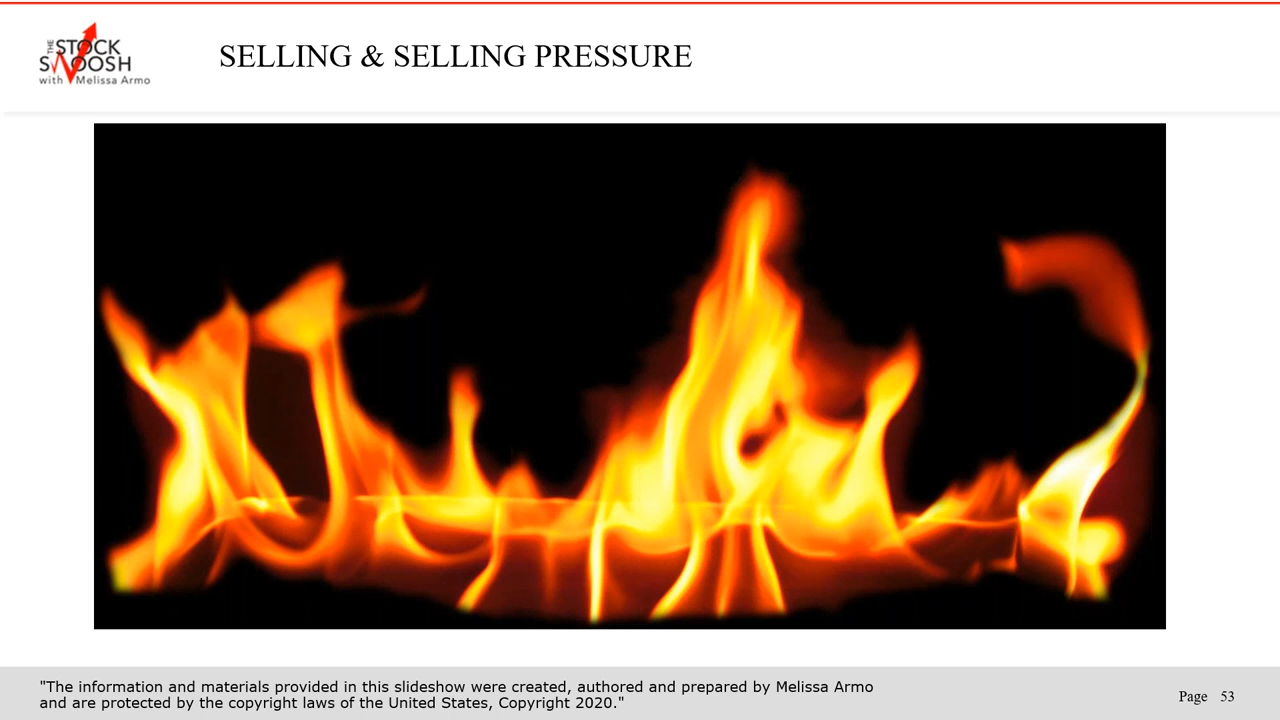 THE STOCK
SWOOSH
with Melissa Armo
SELLING & SELLING PRESSURE
"The information and materials provided in this slideshow were created, authored and prepared by Melissa Armo
and are protected by the copyright laws of the United States, Copyright 2020."
Page 53